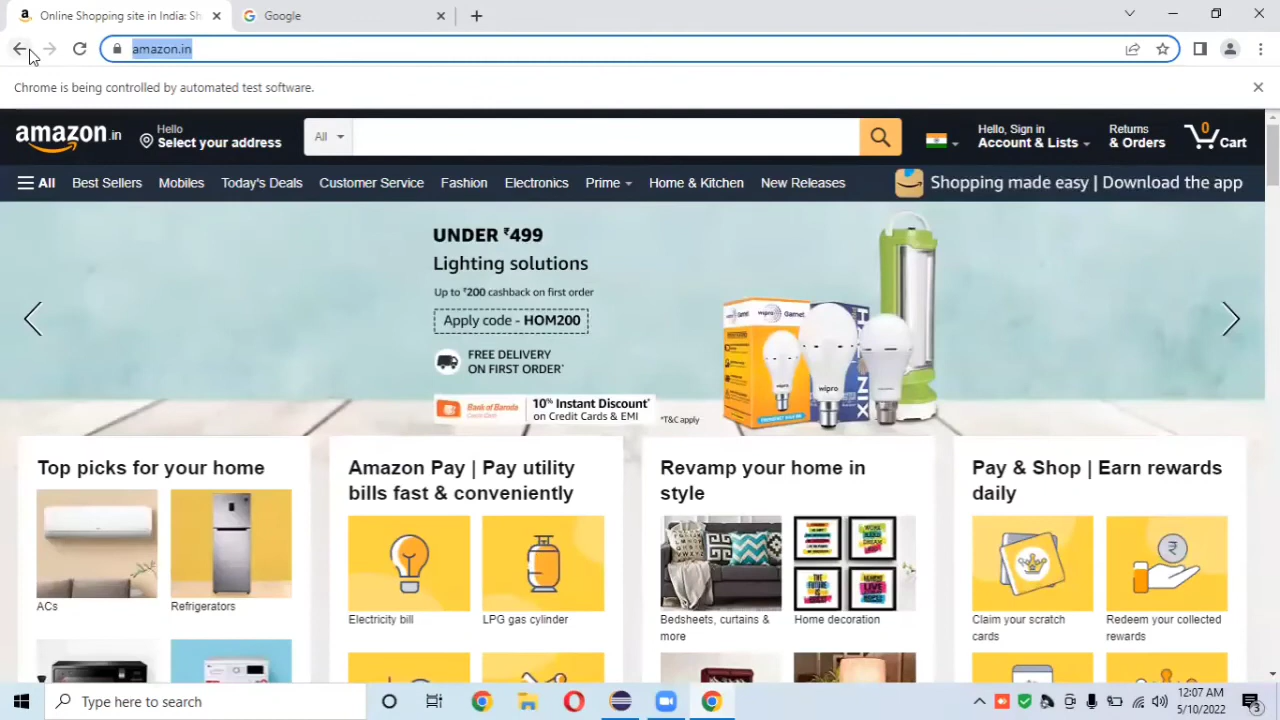 Online Shopping site in India: Sh
Google
amazon.in
Chrome is being controlled by automated test software.
amazon.in
Hello
Select your address
All
Hello, Sign in
Account & Lists
Returns
& Orders
0
Cart
All
Best Sellers
Mobiles
Today's Deals
Customer Service
Fashion
Electronics
Prime
Home & Kitchen
New Releases
Shopping made easy | Download the app
UNDER ₹499
Lighting solutions
Up to ₹200 cashback on first order
Apply code - HOM200
FREE DELIVERY
ON FIRST ORDER*
Bank of Baroda
10% Instant Discount*
on Credit Cards & EMI
*T&C apply
wipro Garnet
wipro
Top picks for your home
ACs
Refrigerators
Amazon Pay | Pay utility
bills fast & conveniently
Electricity bill
LPG gas cylinder
Revamp your home in
style
Bedsheets, curtains &
more
Home decoration
Pay & Shop | Earn rewards
daily
Claim your scratch
cards
Redeem your collected
rewards
Type here to search
12:07 AM
5/10/2022
3